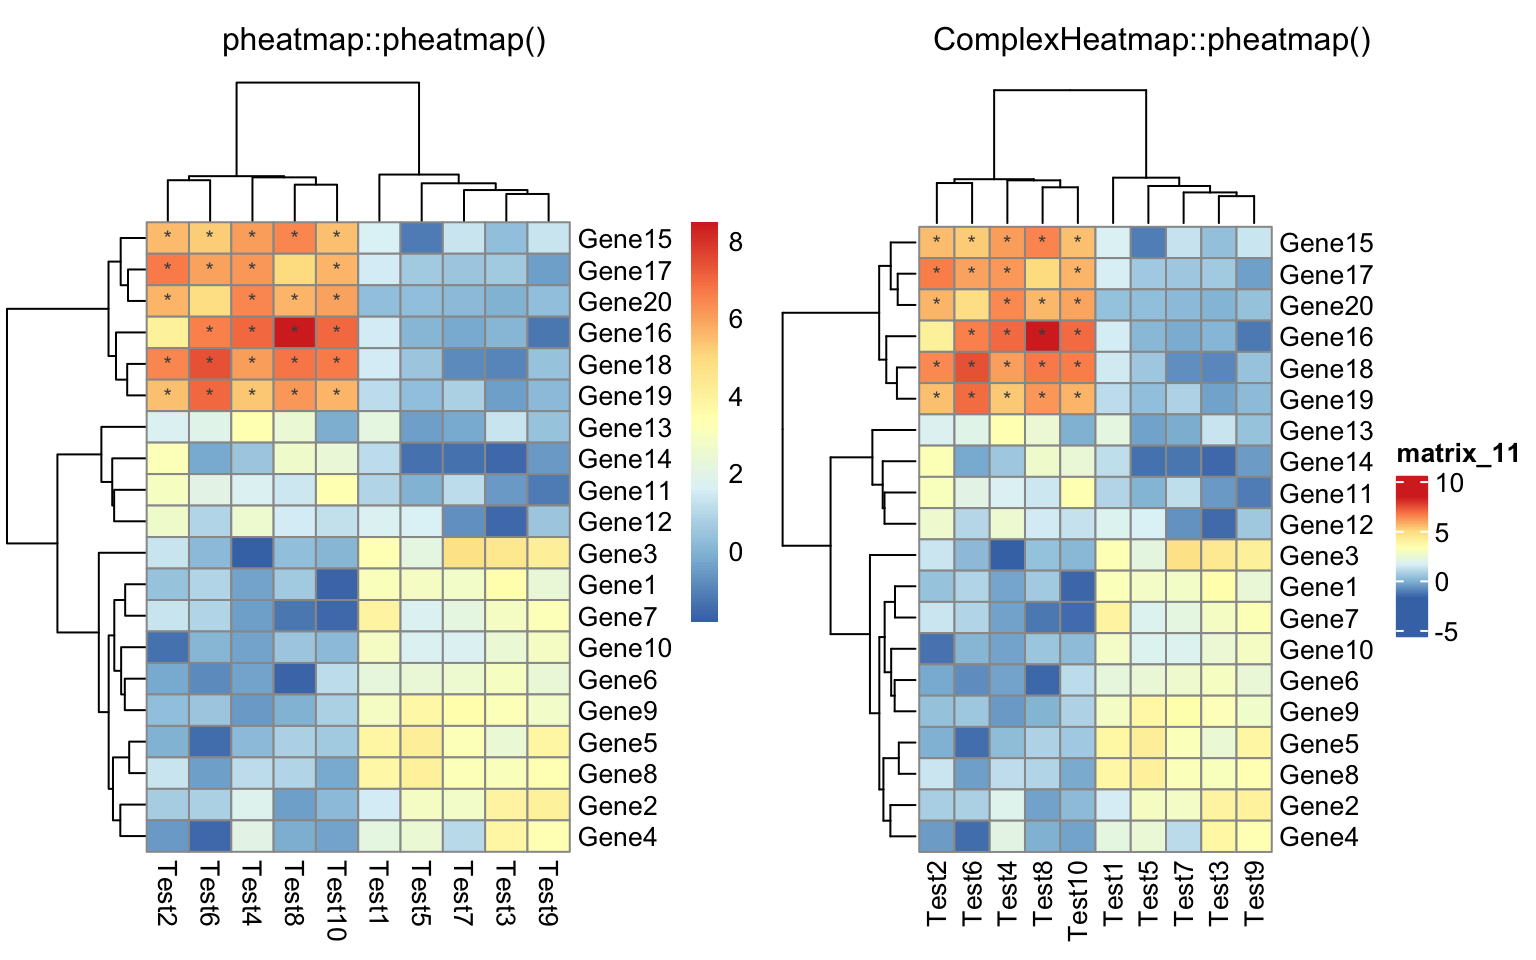 pheatmap::pheatmap()
* * * * *
Gene15
* * * *
Gene17
* * * *
Gene20
* * * *
Gene16
* * * * *
Gene18
* * * * *
Gene19
Gene13
Gene14
Gene11
Gene12
Gene3
Gene1
Gene7
Gene10
Gene6
Gene9
Gene5
Gene8
Gene2
Gene4
Test2 Test6 Test4 Test8 Test10 Test1 Test5 Test7 Test3 Test9
8
6
4
2
0
ComplexHeatmap::pheatmap()
* * * * *
Gene15
* * * *
Gene17
* * * *
Gene20
* * * *
Gene16
* * * * *
Gene18
* * * * *
Gene19
Gene13
Gene14
Gene11
Gene12
Gene3
Gene1
Gene7
Gene10
Gene6
Gene9
Gene5
Gene8
Gene2
Gene4
Test2 Test6 Test4 Test8 Test10 Test1 Test5 Test7 Test3 Test9
matrix_11
10
5
0
-5